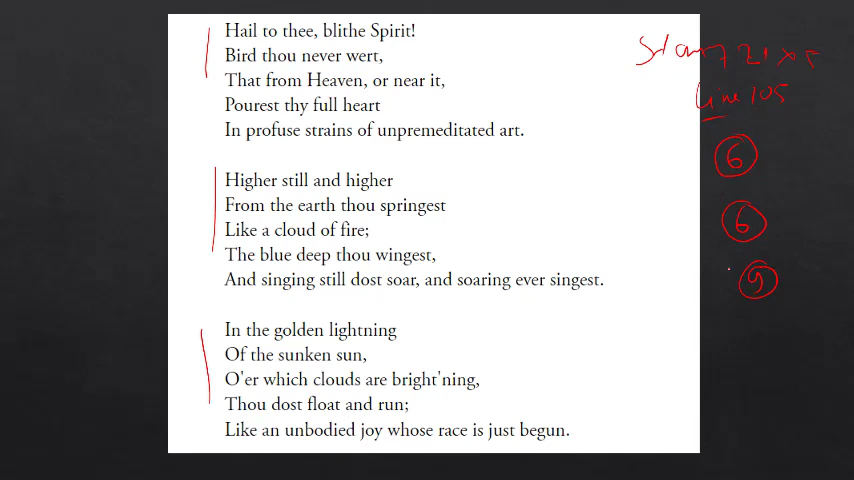 Hail to thee, blithe Spirit!
Bird thou never wert,
That from Heaven, or near it,
Pourest thy full heart
In profuse strains of unpremeditated art.
Higher still and higher
From the earth thou springest
Like a cloud of fire;
The blue deep thou wingest,
And singing still dost soar, and soaring ever singest.
In the golden lightning
Of the sunken sun,
O'er which clouds are bright'ning,
Thou dost float and run;
Like an unbodied joy whose race is just begun.
21 x 5
Line 105
6
6
9